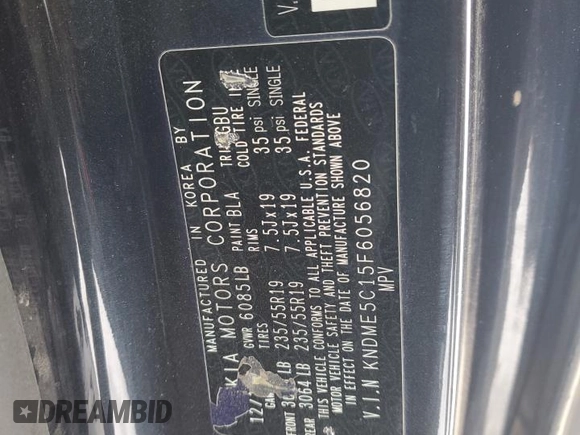 V.
MANUFACTURED IN KOREA BY
KIA MOTORS CORPORATION
12/ GVWR 6085LB PAINT BLA TRIM GBU
TIRES RIMS COLD TIRE
FRONT LB 235/55R19 7.5Jx19 35 psi SINGLE
REAR 3064LB 235/55R19 7.5Jx19 35 psi SINGLE
THIS VEHICLE CONFORMS TO ALL APPLICABLE U.S.A. FEDERAL
MOTOR VEHICLE SAFETY AND THEFT PREVENTION STANDARDS
IN EFFECT ON THE DATE OF MANUFACTURE SHOWN ABOVE
V.I.N KNDME5C15F6056820
MPV
DREAMBID